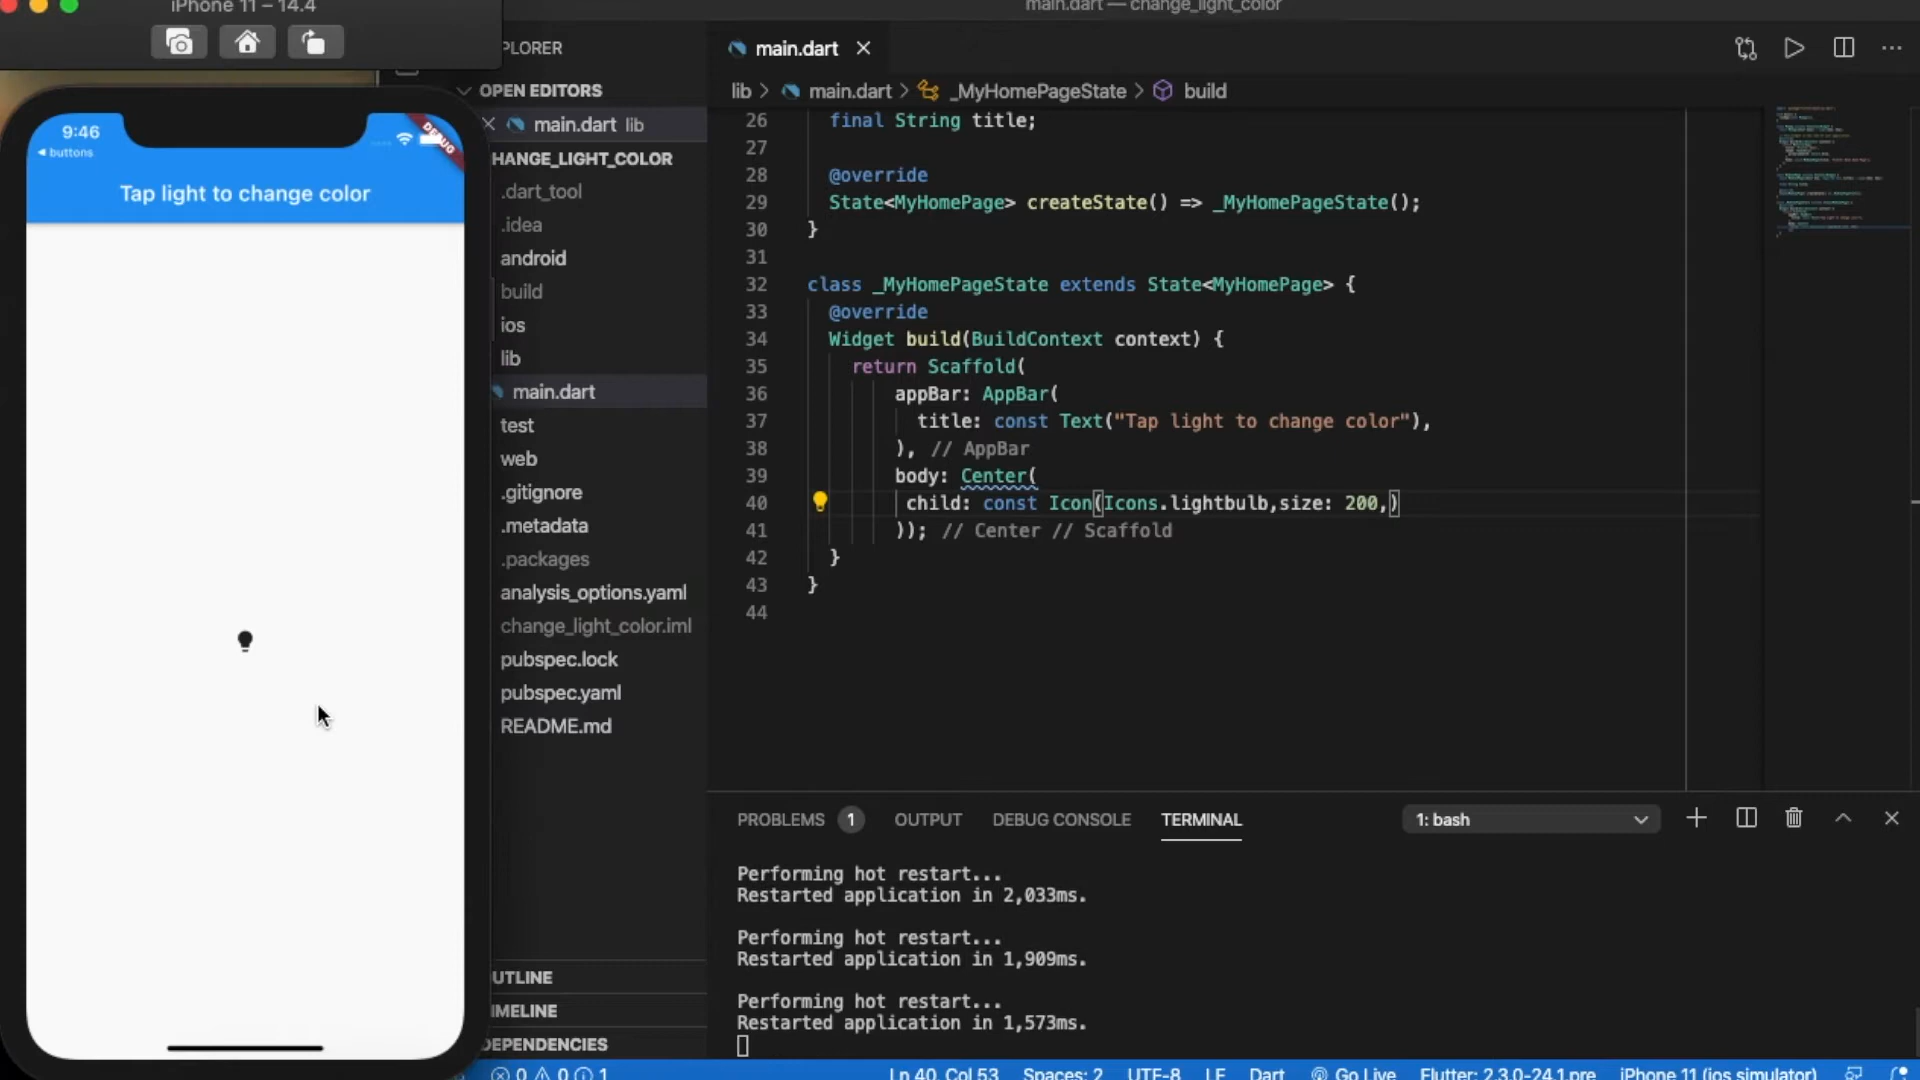 iPhone 11 – 14.4
9:46
◂ buttons
DEBUG
Tap light to change color
PLORER
OPEN EDITORS
main.dart lib
HANGE_LIGHT_COLOR
.dart_tool
.idea
android
build
ios
lib
main.dart
test
web
.gitignore
.metadata
.packages
analysis_options.yaml
change_light_color.iml
pubspec.lock
pubspec.yaml
README.md
UTLINE
IMELINE
DEPENDENCIES
main.dart — change_light_color
main.dart
lib > main.dart > _MyHomePageState > build
26 final String title;
27
28 @override
29 State<MyHomePage> createState() => _MyHomePageState();
30 }
31
32 class _MyHomePageState extends State<MyHomePage> {
33 @override
34 Widget build(BuildContext context) {
35 return Scaffold(
36 appBar: AppBar(
37 title: const Text("Tap light to change color"),
38 ), // AppBar
39 body: Center(
40 child: const Icon(Icons.lightbulb,size: 200,)
41 )); // Center // Scaffold
42 }
43 }
44
PROBLEMS 1 OUTPUT DEBUG CONSOLE TERMINAL 1: bash
Performing hot restart...
Restarted application in 2,033ms.
Performing hot restart...
Restarted application in 1,909ms.
Performing hot restart...
Restarted application in 1,573ms.
0 0 1 Ln 40, Col 53 Spaces: 2 UTF-8 LF Dart Go Live Flutter: 2.3.0-24.1.pre iPhone 11 (ios simulator)